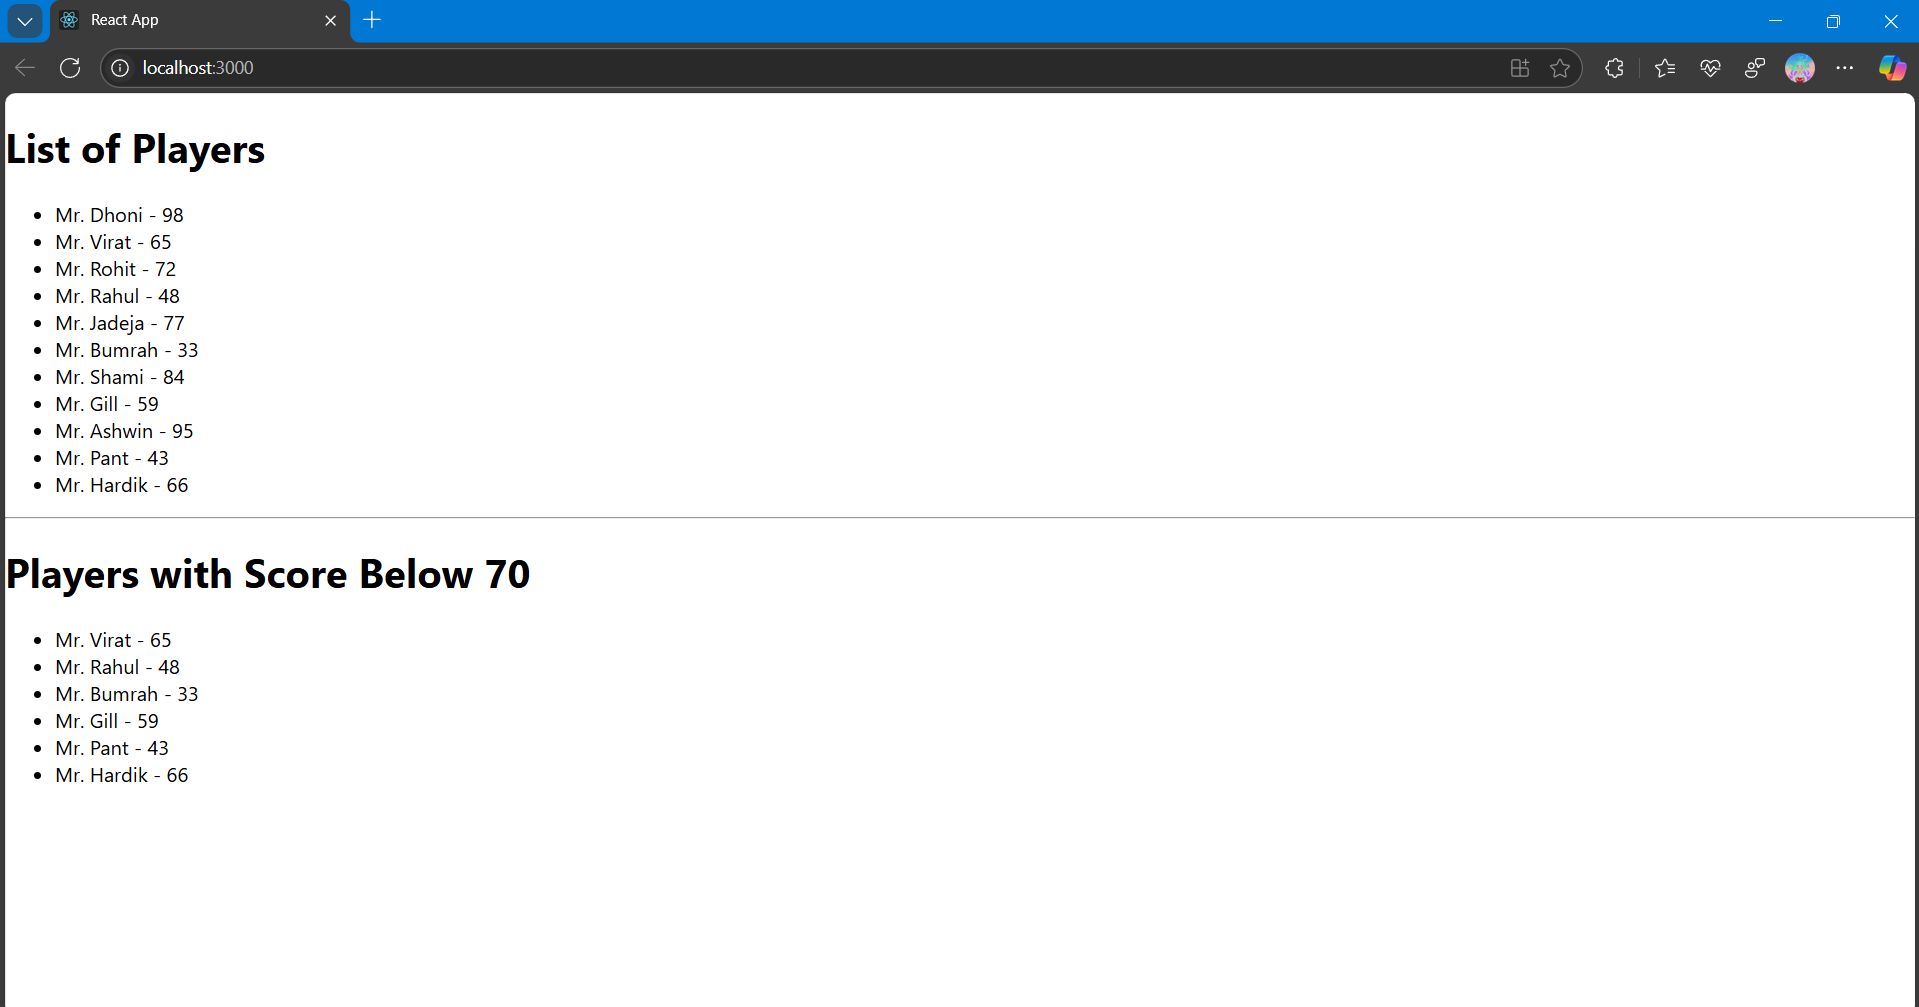 React App
localhost:3000
List of Players
Mr. Dhoni - 98
Mr. Virat - 65
Mr. Rohit - 72
Mr. Rahul - 48
Mr. Jadeja - 77
Mr. Bumrah - 33
Mr. Shami - 84
Mr. Gill - 59
Mr. Ashwin - 95
Mr. Pant - 43
Mr. Hardik - 66
Players with Score Below 70
Mr. Virat - 65
Mr. Rahul - 48
Mr. Bumrah - 33
Mr. Gill - 59
Mr. Pant - 43
Mr. Hardik - 66